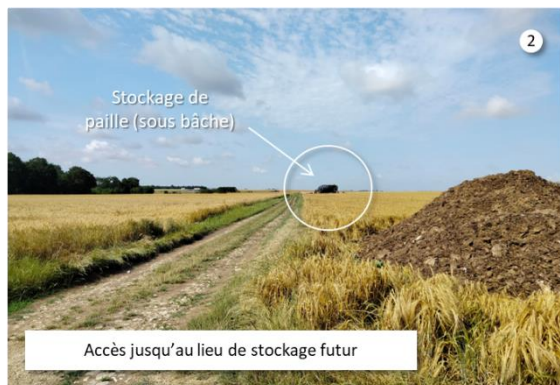 2
Stockage de
paille (sous bâche)
Accès jusqu'au lieu de stockage futur